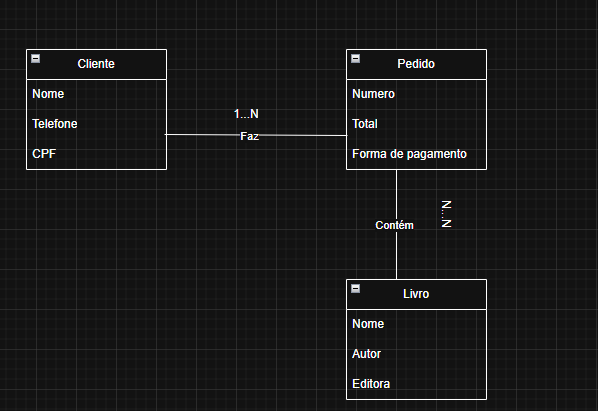 Cliente
Nome
Telefone
CPF
1...N
Faz
Pedido
Numero
Total
Forma de pagamento
Contém
N...N
Livro
Nome
Autor
Editora